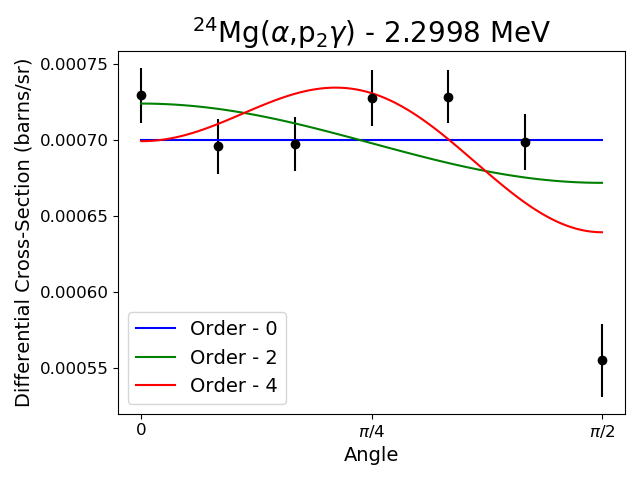 ²⁴Mg(α,p₂γ) - 2.2998 MeV
Differential Cross-Section (barns/sr)
0.00075
0.00070
0.00065
0.00060
0.00055
Order - 0
Order - 2
Order - 4
0 π/4 π/2
Angle